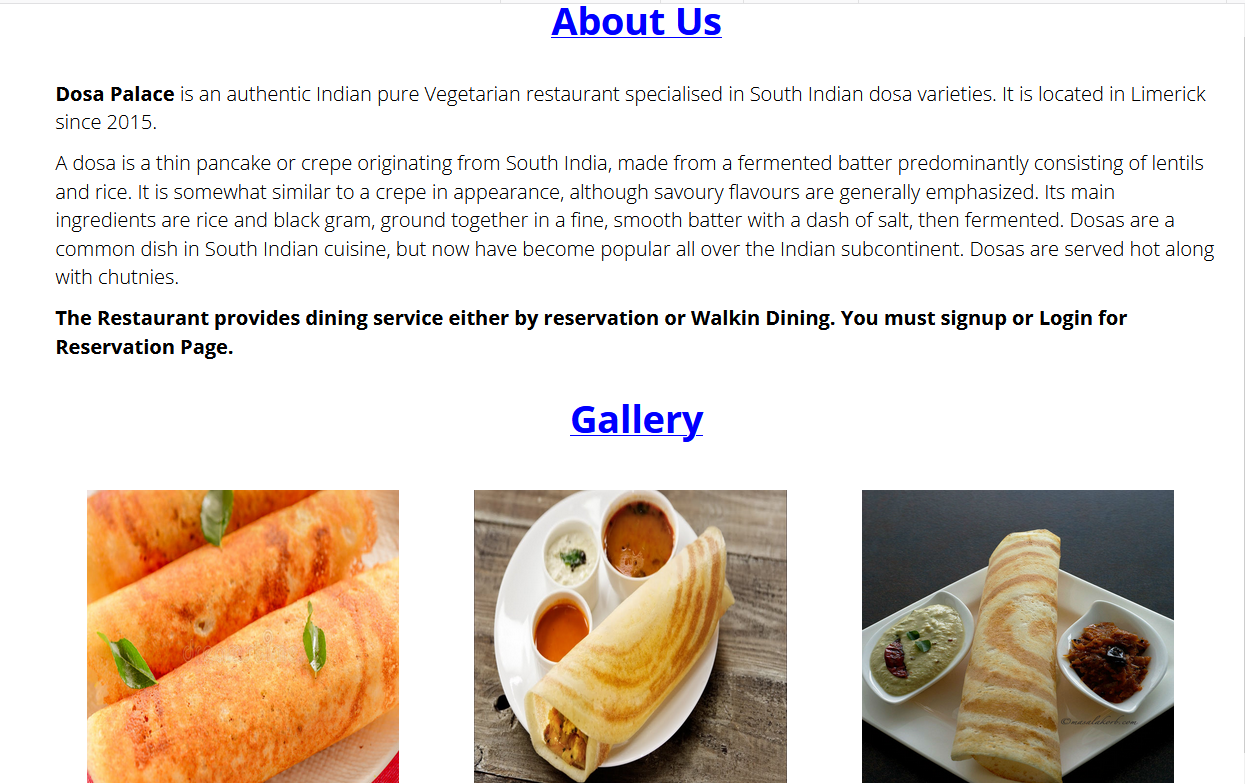 About Us
Dosa Palace is an authentic Indian pure Vegetarian restaurant specialised in South Indian dosa varieties. It is located in Limerick
since 2015.
A dosa is a thin pancake or crepe originating from South India, made from a fermented batter predominantly consisting of lentils
and rice. It is somewhat similar to a crepe in appearance, although savoury flavours are generally emphasized. Its main
ingredients are rice and black gram, ground together in a fine, smooth batter with a dash of salt, then fermented. Dosas are a
common dish in South Indian cuisine, but now have become popular all over the Indian subcontinent. Dosas are served hot along
with chutnies.
The Restaurant provides dining service either by reservation or Walkin Dining. You must signup or Login for
Reservation Page.
Gallery
©masalakorb.com